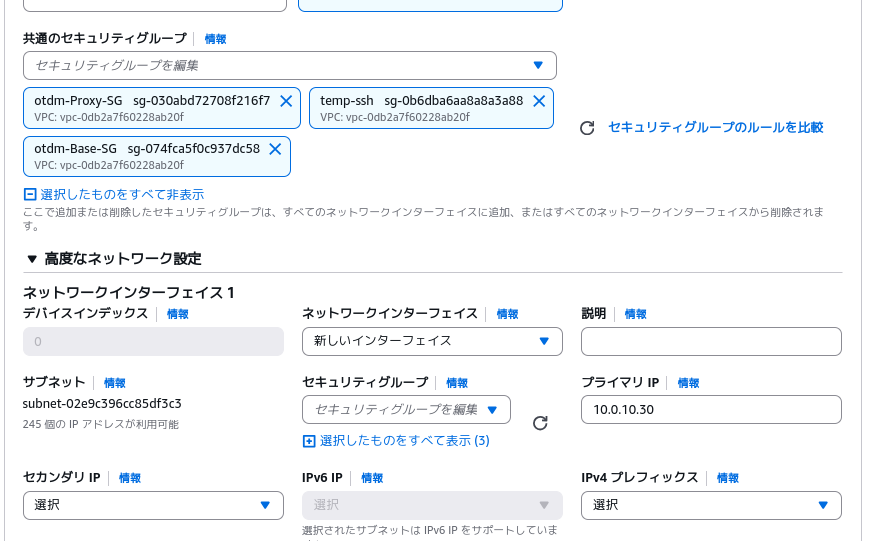 共通のセキュリティグループ 情報
セキュリティグループを編集
otdm-Proxy-SG sg-030abd72708f216f7
VPC: vpc-0db2a7f60228ab20f
temp-ssh sg-0b6dba6aa8a8a3a88
VPC: vpc-0db2a7f60228ab20f
otdm-Base-SG sg-074fca5f0c937dc58
VPC: vpc-0db2a7f60228ab20f
セキュリティグループのルールを比較
選択したものをすべて非表示
ここで追加または削除したセキュリティグループは、すべてのネットワークインターフェイスに追加、またはすべてのネットワークインターフェイスから削除されま
す。
高度なネットワーク設定
ネットワークインターフェイス 1
デバイスインデックス 情報
0
ネットワークインターフェイス 情報
新しいインターフェイス
説明 情報
サブネット 情報
subnet-02e9c396cc85df3c3
245 個の IP アドレスが利用可能
セキュリティグループ 情報
セキュリティグループを編集
選択したものをすべて表示 (3)
プライマリ IP 情報
10.0.10.30
セカンダリ IP 情報
選択
IPv6 IP 情報
選択
選択されたサブネットは IPv6 IP をサポートしていま
IPv4 プレフィックス 情報
選択